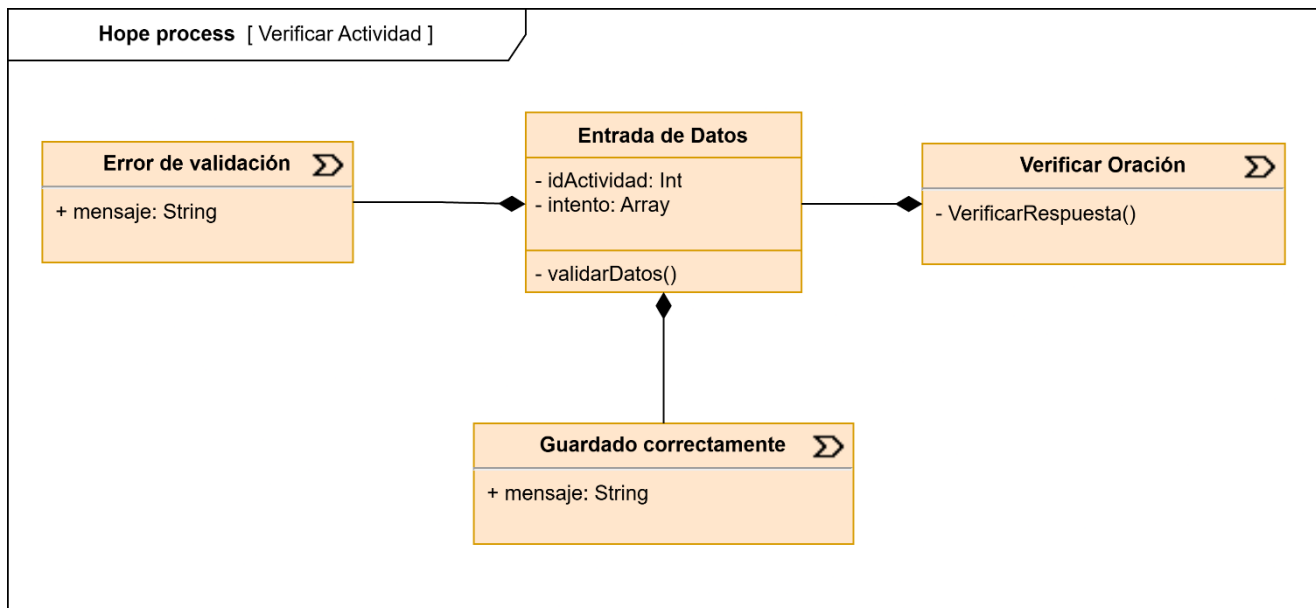 Hope process [ Verificar Actividad ]
Error de validación
+ mensaje: String
Entrada de Datos
- idActividad: Int
- intento: Array
- validarDatos()
Verificar Oración
- VerificarRespuesta()
Guardado correctamente
+ mensaje: String